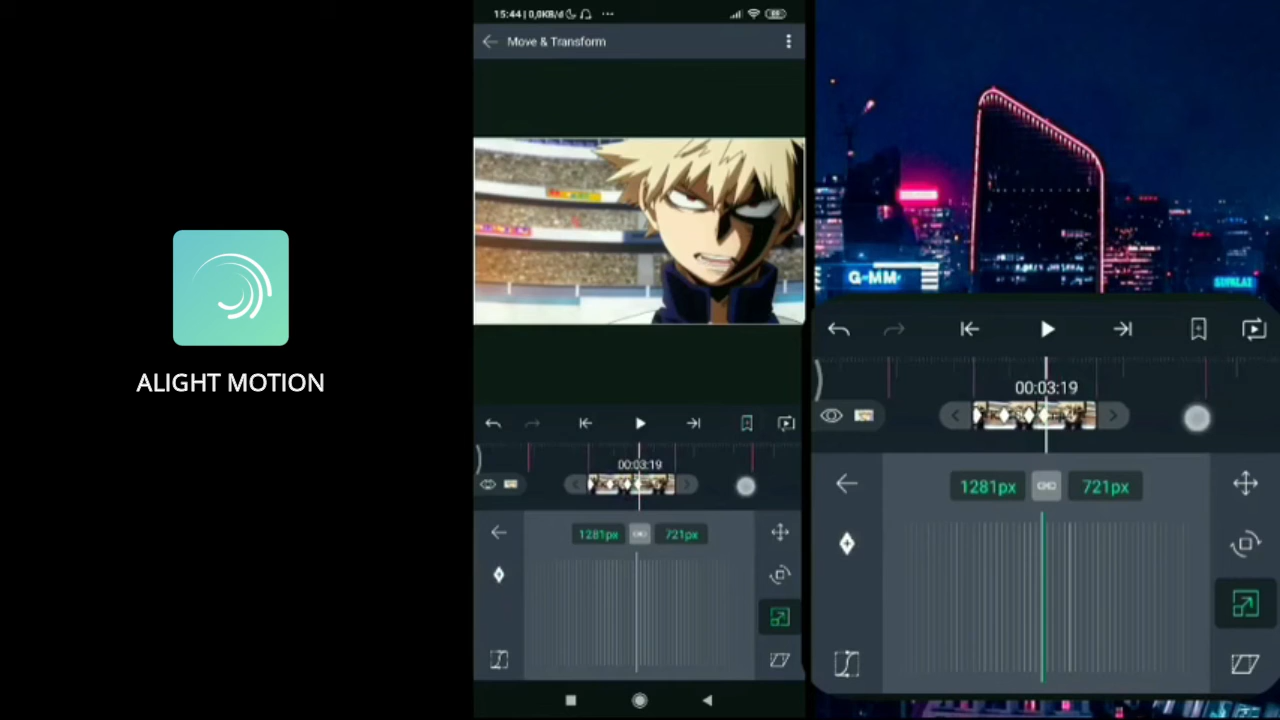 ALIGHT MOTION
15:44 | 0,0KB/d
Move & Transform
00:03:19
1281px
721px
G-MM
00:03:19
1281px
721px